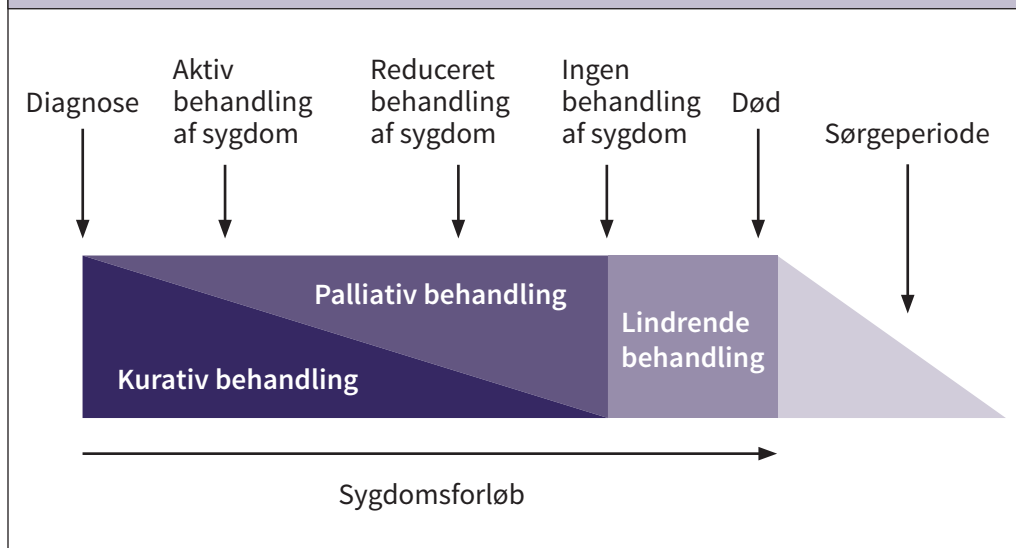 Diagnose
Aktiv
behandling
af sygdom
Reduceret
behandling
af sygdom
Ingen
behandling
af sygdom
Død
Sørgeperiode
Palliativ behandling
Kurativ behandling
Lindrende
behandling
Sygdomsforløb